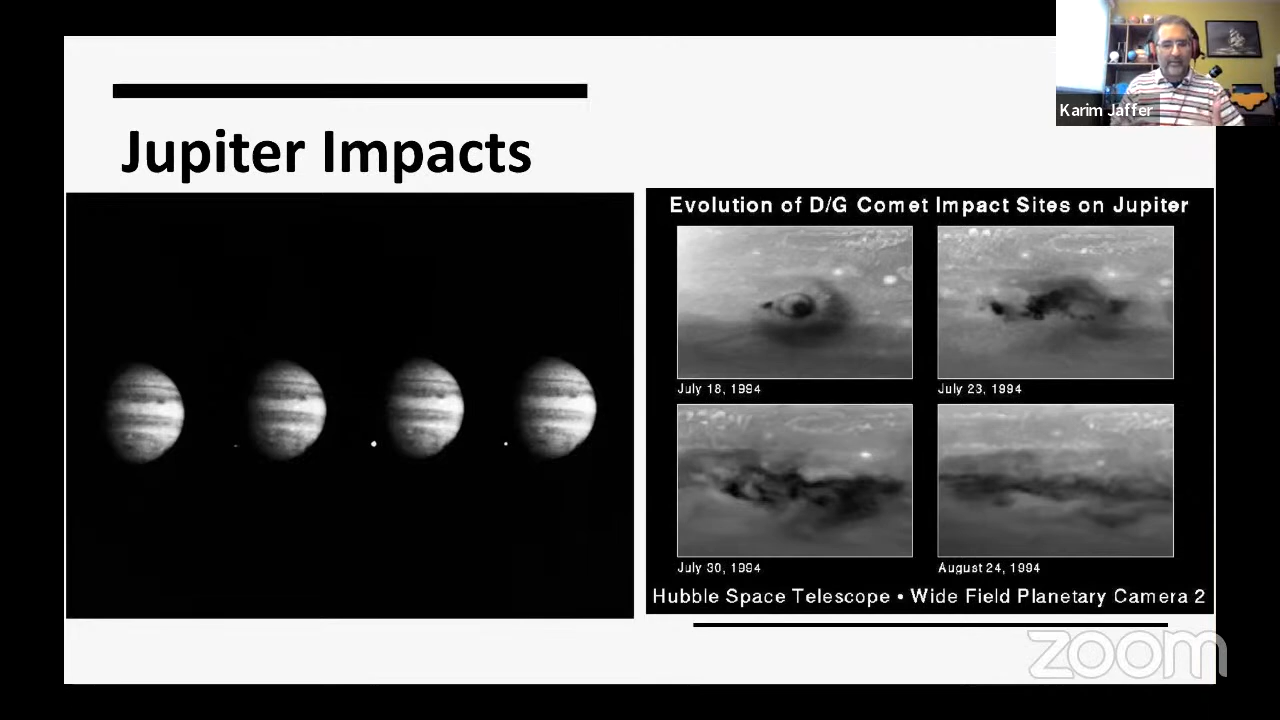 Karim Jaffer
Jupiter Impacts
Evolution of D/G Comet Impact Sites on Jupiter
July 18, 1994
July 23, 1994
July 30, 1994
August 24, 1994
Hubble Space Telescope • Wide Field Planetary Camera 2
zoom